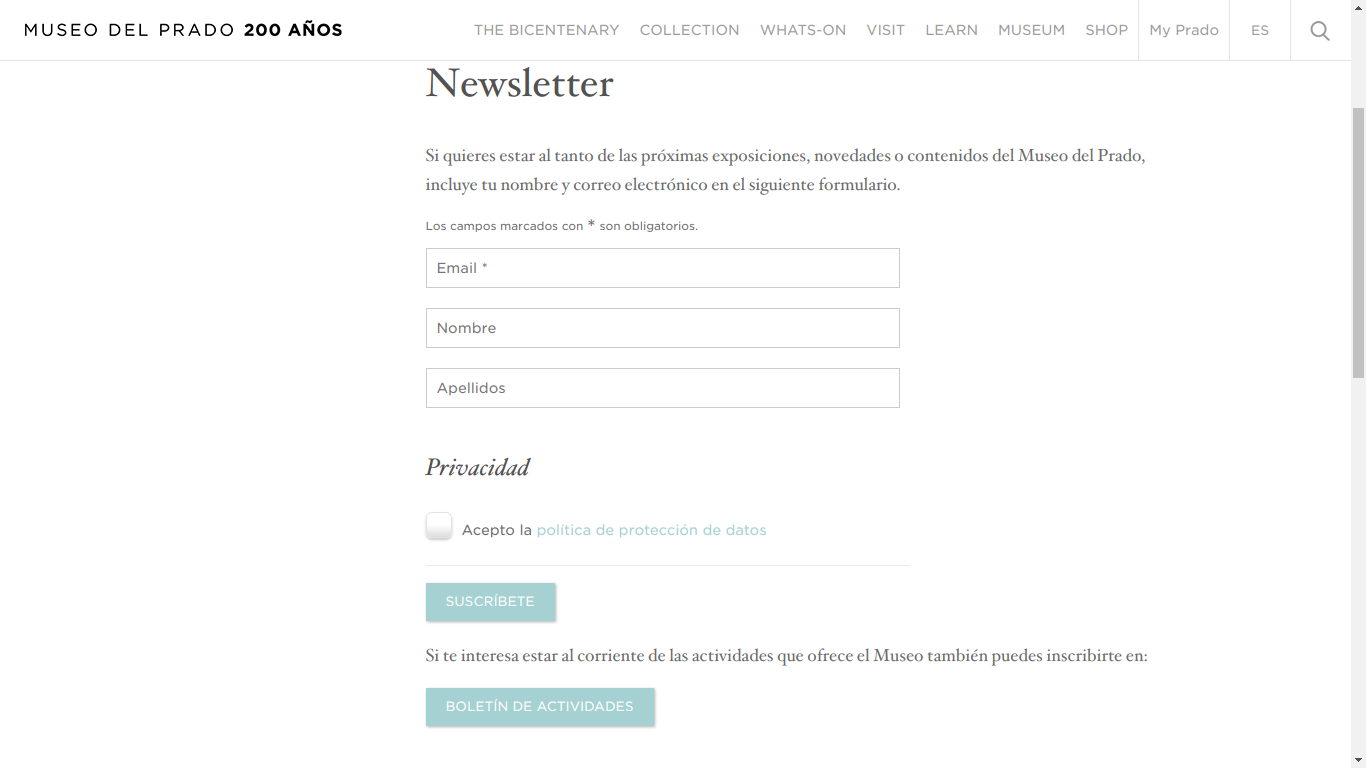 MUSEO DEL PRADO 200 AÑOS
THE BICENTENARY COLLECTION WHATS-ON VISIT LEARN MUSEUM SHOP My Prado ES
Newsletter
Si quieres estar al tanto de las próximas exposiciones, novedades o contenidos del Museo del Prado,
incluye tu nombre y correo electrónico en el siguiente formulario.
Los campos marcados con * son obligatorios.
Email *
Nombre
Apellidos
Privacidad
Acepto la política de protección de datos
SUSCRÍBETE
Si te interesa estar al corriente de las actividades que ofrece el Museo también puedes inscribirte en:
BOLETÍN DE ACTIVIDADES